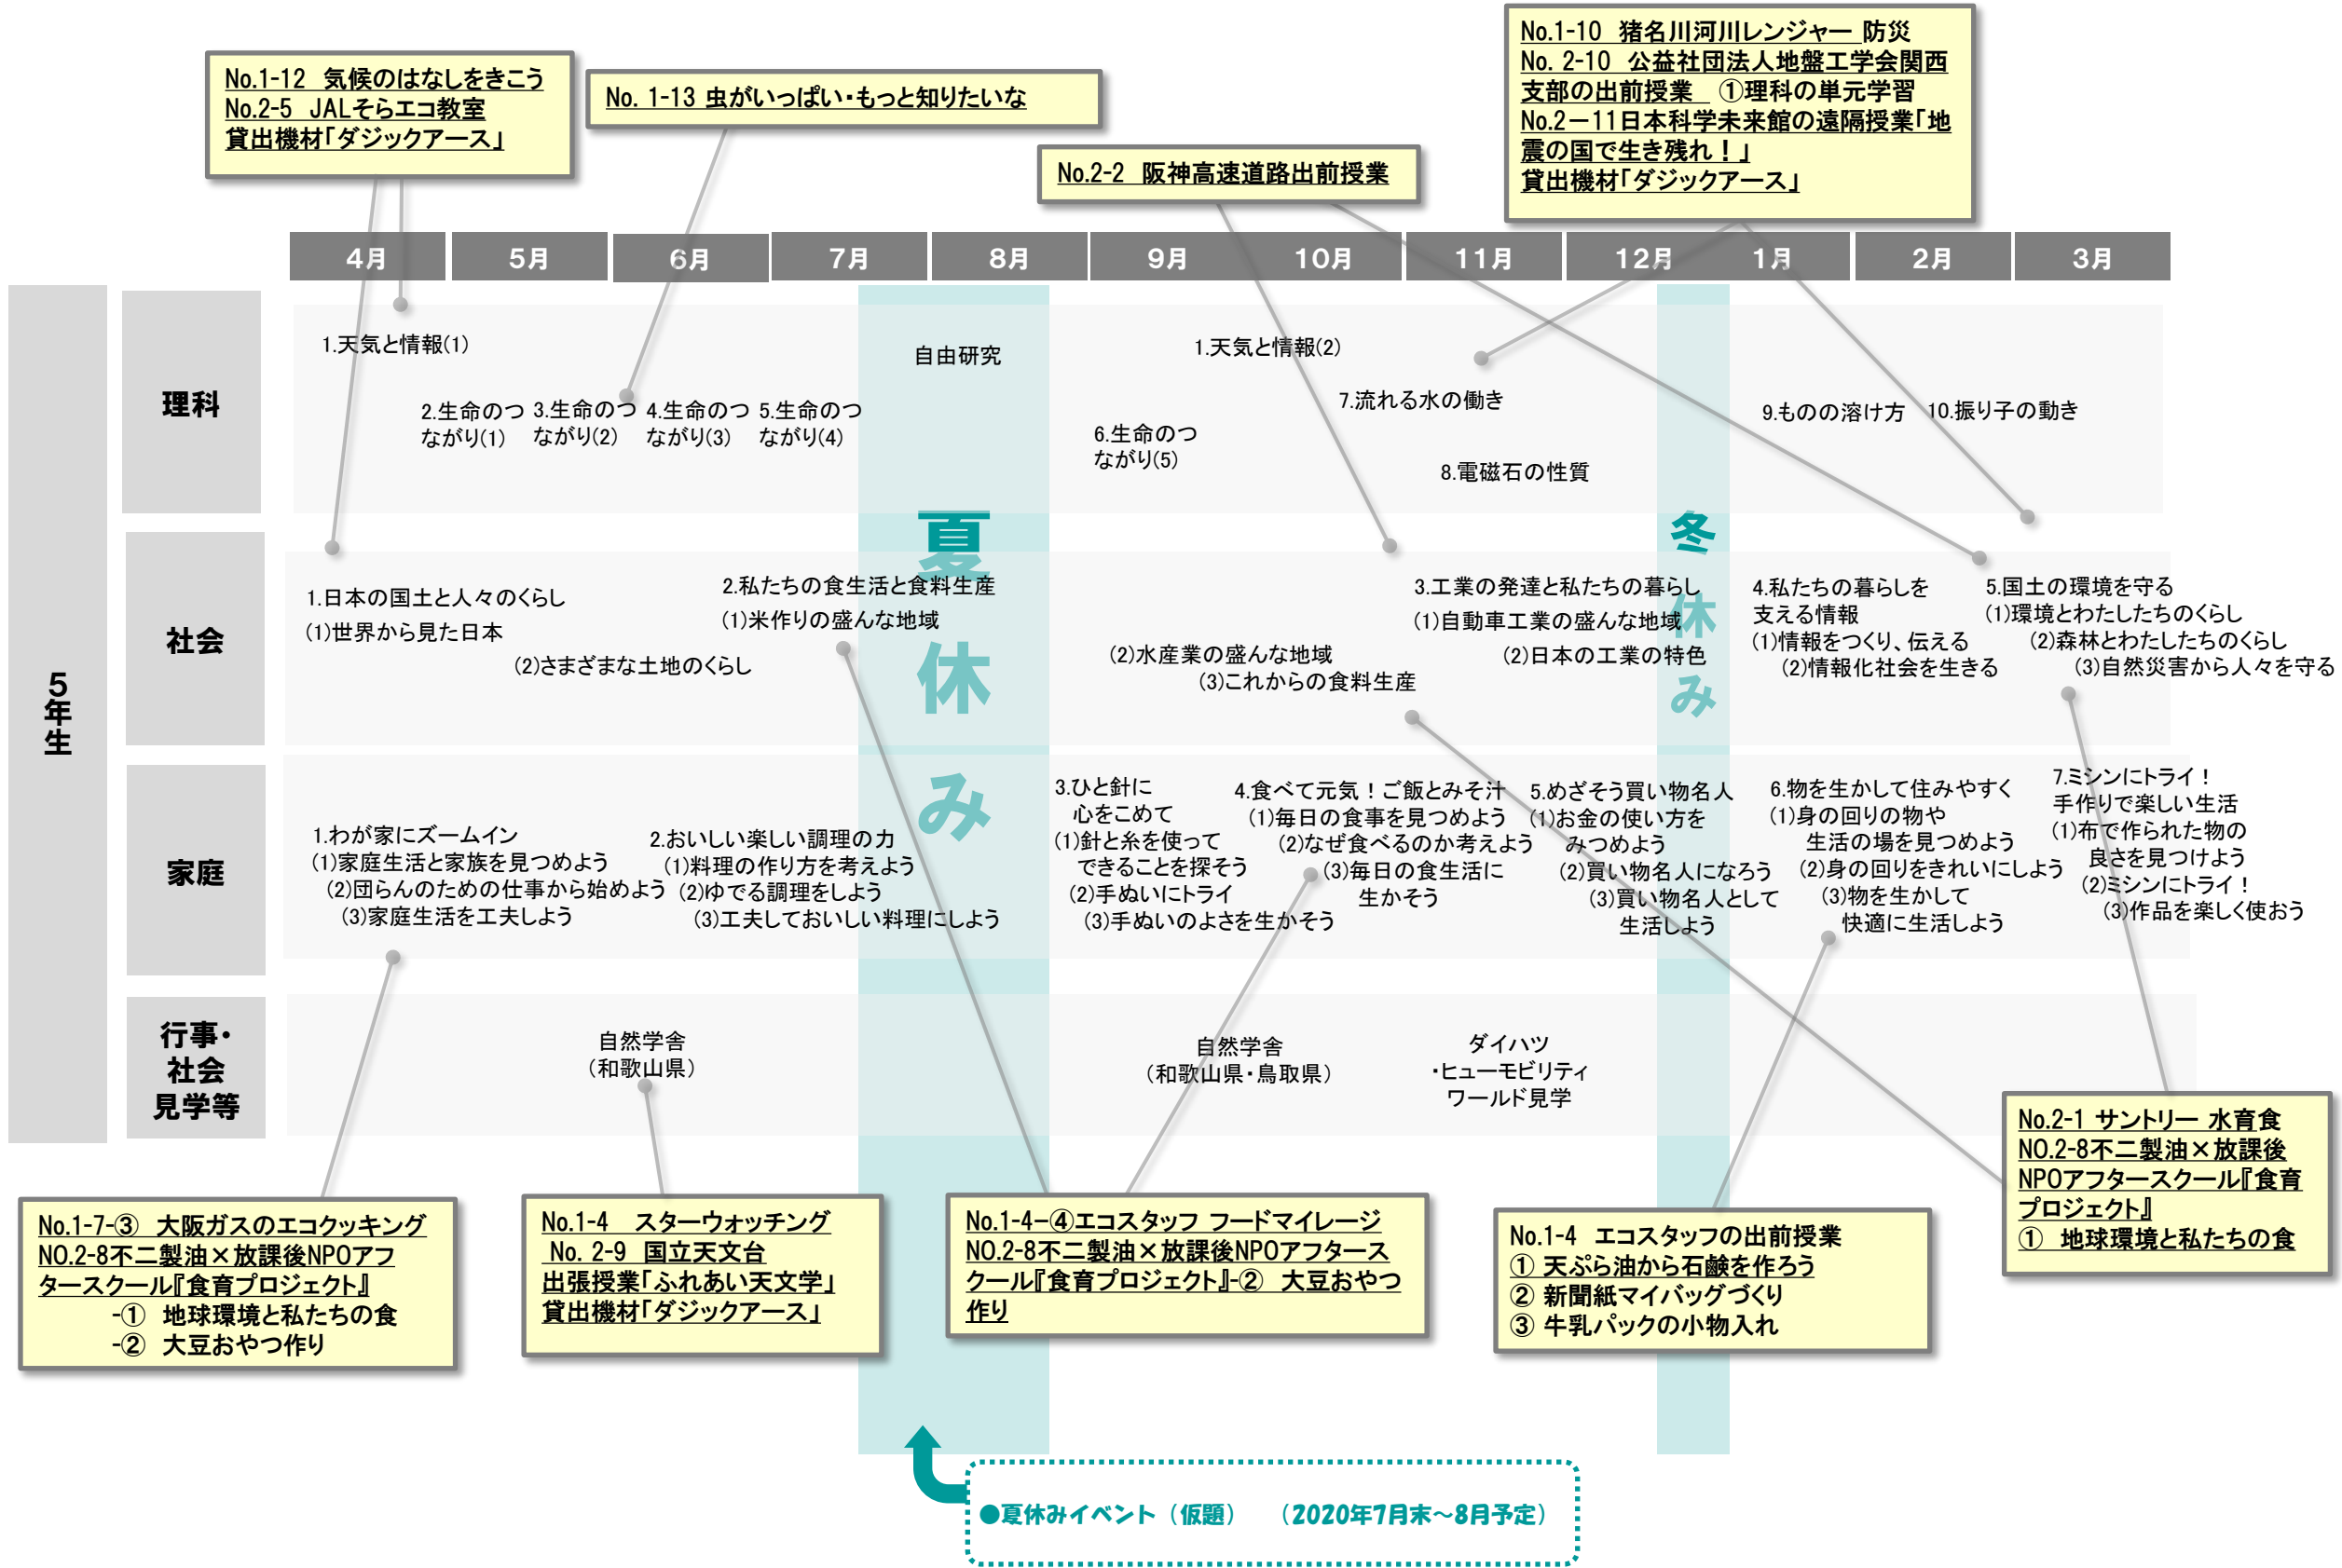 No.1-10 猪名川河川レンジャー 防災
No. 2-10 公益社団法人地盤工学会関西
支部の出前授業 ①理科の単元学習
No.2－11日本科学未来館の遠隔授業「地
震の国で生き残れ！」
貸出機材「ダジックアース」
No.1-12 気候のはなしをきこう
No.2-5 JALそらエコ教室
貸出機材「ダジックアース」
No. 1-13 虫がいっぱい・もっと知りたいな
No.2-2 阪神高速道路出前授業
4月 5月 6月 7月 8月 9月 10月 11月 12月 1月 2月 3月
5年生
夏休み
冬休み
理科
1.天気と情報(1)
2.生命のつ
ながり(1)
3.生命のつ
ながり(2)
4.生命のつ
ながり(3)
5.生命のつ
ながり(4)
自由研究
6.生命のつ
ながり(5)
1.天気と情報(2)
7.流れる水の働き
8.電磁石の性質
9.ものの溶け方
10.振り子の動き
社会
1.日本の国土と人々のくらし
(1)世界から見た日本
(2)さまざまな土地のくらし
2.私たちの食生活と食料生産
(1)米作りの盛んな地域
(2)水産業の盛んな地域
(3)これからの食料生産
3.工業の発達と私たちの暮らし
(1)自動車工業の盛んな地域
(2)日本の工業の特色
4.私たちの暮らしを
支える情報
(1)情報をつくり、伝える
(2)情報化社会を生きる
5.国土の環境を守る
(1)環境とわたしたちのくらし
(2)森林とわたしたちのくらし
(3)自然災害から人々を守る
家庭
1.わが家にズームイン
(1)家庭生活と家族を見つめよう
(2)団らんのための仕事から始めよう
(3)家庭生活を工夫しよう
2.おいしい楽しい調理の力
(1)料理の作り方を考えよう
(2)ゆでる調理をしよう
(3)工夫しておいしい料理にしよう
3.ひと針に
心をこめて
(1)針と糸を使って
できることを探そう
(2)手ぬいにトライ
(3)手ぬいのよさを生かそう
4.食べて元気！ご飯とみそ汁
(1)毎日の食事を見つめよう
(2)なぜ食べるのか考えよう
(3)毎日の食生活に
生かそう
5.めざそう買い物名人
(1)お金の使い方を
みつめよう
(2)買い物名人になろう
(3)買い物名人として
生活しよう
6.物を生かして住みやすく
(1)身の回りの物や
生活の場を見つめよう
(2)身の回りをきれいにしよう
(3)物を生かして
快適に生活しよう
7.ミシンにトライ！
手作りで楽しい生活
(1)布で作られた物の
良さを見つけよう
(2)ミシンにトライ！
(3)作品を楽しく使おう
行事・
社会
見学等
自然学舎
（和歌山県）
自然学舎
（和歌山県・鳥取県）
ダイハツ
・ヒューモビリティ
ワールド見学
No.1-7-③ 大阪ガスのエコクッキング
NO.2-8不二製油×放課後NPOアフ
タースクール『食育プロジェクト』
-① 地球環境と私たちの食
-② 大豆おやつ作り
No.1-4 スターウォッチング
No. 2-9 国立天文台
出張授業「ふれあい天文学」
貸出機材「ダジックアース」
No.1-4－④エコスタッフ フードマイレージ
NO.2-8不二製油×放課後NPOアフタース
クール『食育プロジェクト』-② 大豆おやつ
作り
No.1-4 エコスタッフの出前授業
① 天ぷら油から石鹸を作ろう
② 新聞紙マイバッグづくり
③ 牛乳パックの小物入れ
No.2-1 サントリー 水育食
NO.2-8不二製油×放課後
NPOアフタースクール『食育
プロジェクト』
① 地球環境と私たちの食
●夏休みイベント（仮題） （2020年7月末～8月予定）